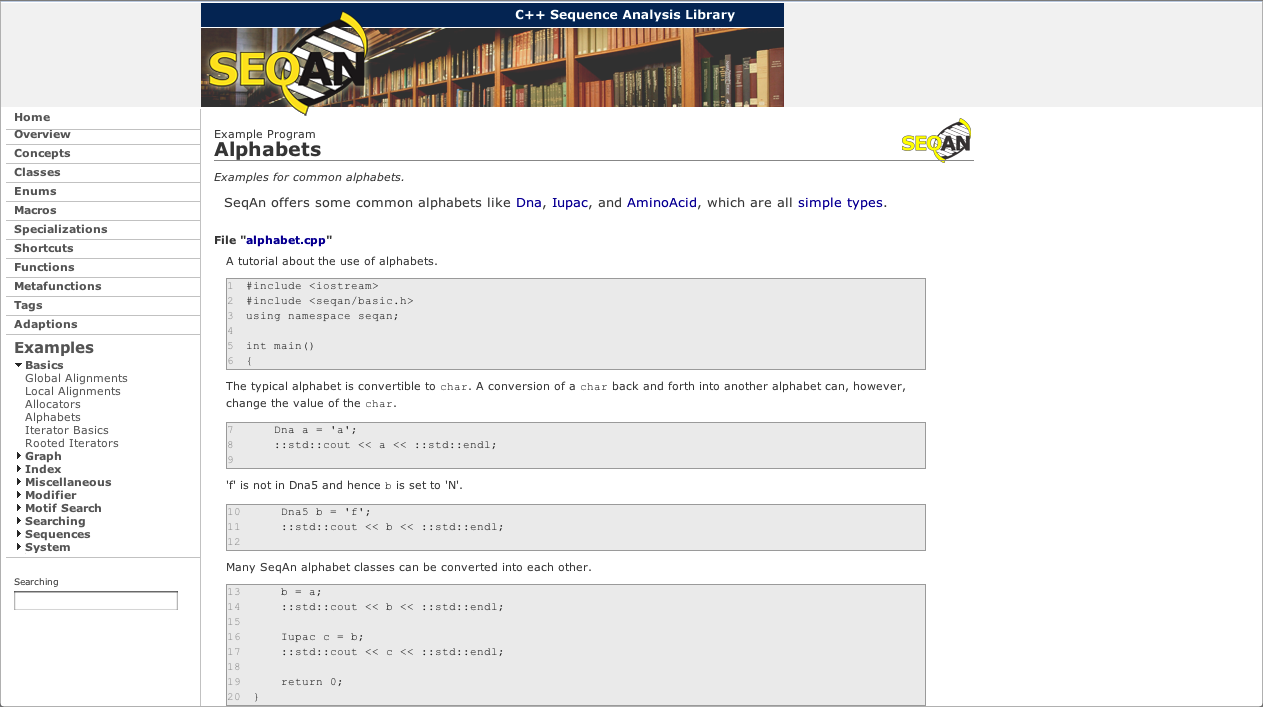 C++ Sequence Analysis Library
SEQAN
Home
Overview
Concepts
Classes
Enums
Macros
Specializations
Shortcuts
Functions
Metafunctions
Tags
Adaptions
Examples
Basics
Global Alignments
Local Alignments
Allocators
Alphabets
Iterator Basics
Rooted Iterators
Graph
Index
Miscellaneous
Modifier
Motif Search
Searching
Sequences
System
Searching
Example Program
Alphabets
SEQAN
Examples for common alphabets.
SeqAn offers some common alphabets like Dna, Iupac, and AminoAcid, which are all simple types.
File "alphabet.cpp"
A tutorial about the use of alphabets.
1 #include <iostream>
2 #include <seqan/basic.h>
3 using namespace seqan;
4
5 int main()
6 {
The typical alphabet is convertible to char. A conversion of a char back and forth into another alphabet can, however,
change the value of the char.
7     Dna a = 'a';
8     ::std::cout << a << ::std::endl;
9
'f' is not in Dna5 and hence b is set to 'N'.
10     Dna5 b = 'f';
11     ::std::cout << b << ::std::endl;
12
Many SeqAn alphabet classes can be converted into each other.
13     b = a;
14     ::std::cout << b << ::std::endl;
15
16     Iupac c = b;
17     ::std::cout << c << ::std::endl;
18
19     return 0;
20 }